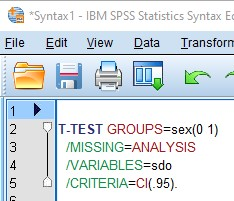 *Syntax1 - IBM SPSS Statistics Syntax Ed
File Edit View Data Transform
1
2 T-TEST GROUPS=sex(0 1)
3 /MISSING=ANALYSIS
4 /VARIABLES=sdo
5 /CRITERIA=CI(.95).